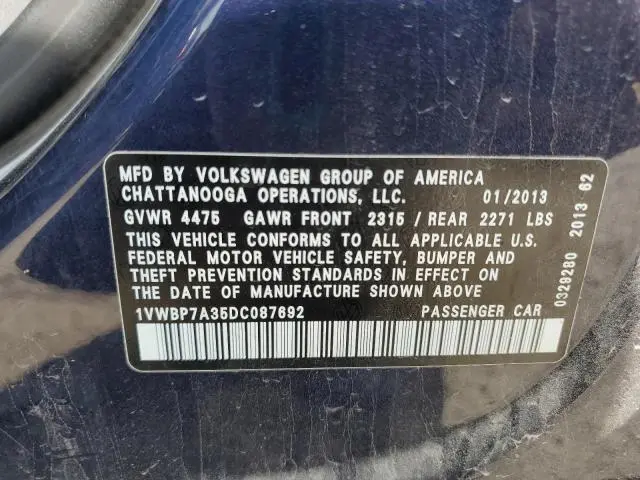 MFD BY VOLKSWAGEN GROUP OF AMERICA
CHATTANOOGA OPERATIONS, LLC. 01/2013
GVWR 4475 GAWR FRONT 2315 / REAR 2271 LBS
THIS VEHICLE CONFORMS TO ALL APPLICABLE U.S.
FEDERAL MOTOR VEHICLE SAFETY, BUMPER AND
THEFT PREVENTION STANDARDS IN EFFECT ON
THE DATE OF MANUFACTURE SHOWN ABOVE
1VWBP7A35DC087692 PASSENGER CAR
0329280 2013 62